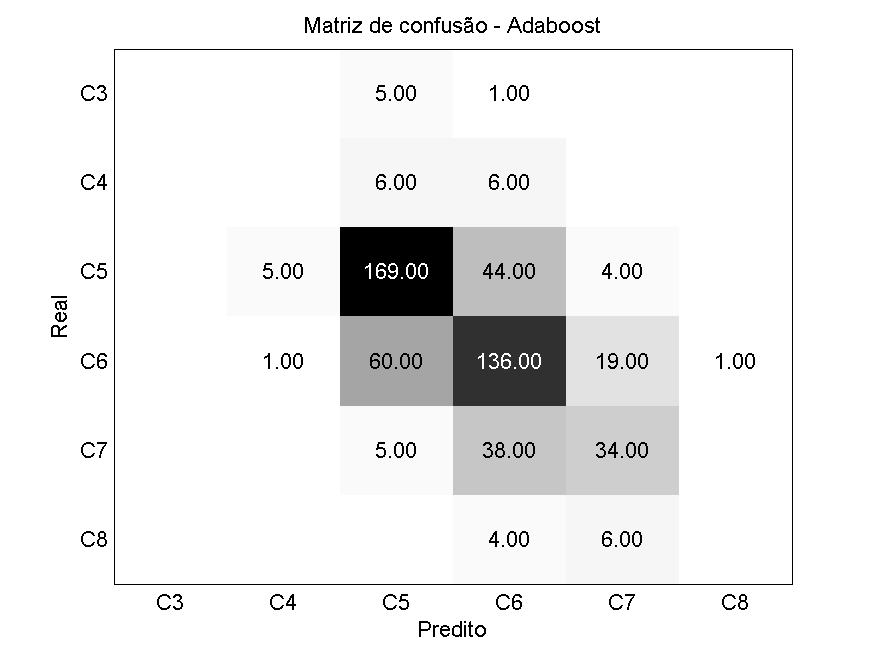 Matriz de confusão - Adaboost
C3 5.00 1.00
C4 6.00 6.00
C5 5.00 169.00 44.00 4.00
Real
C6 1.00 60.00 136.00 19.00 1.00
C7 5.00 38.00 34.00
C8 4.00 6.00
C3 C4 C5 C6 C7 C8
Predito